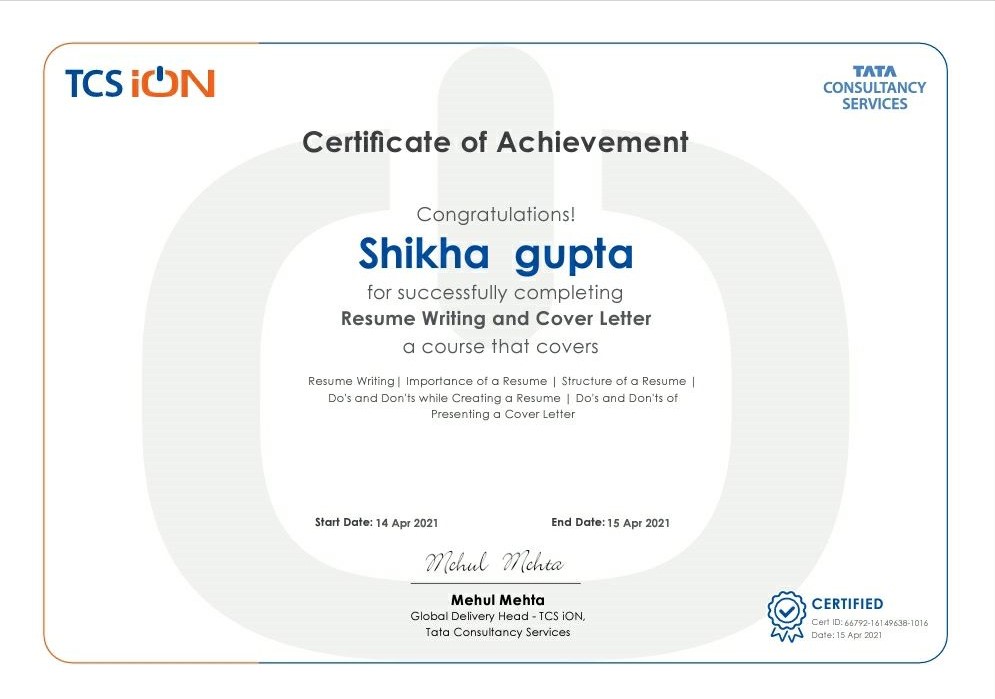 TCS iON
TATA
CONSULTANCY
SERVICES
Certificate of Achievement
Congratulations!
Shikha gupta
for successfully completing
Resume Writing and Cover Letter
a course that covers
Resume Writing| Importance of a Resume | Structure of a Resume |
Do's and Don'ts while Creating a Resume | Do's and Don'ts of
Presenting a Cover Letter
Start Date: 14 Apr 2021
End Date: 15 Apr 2021
Mehul Mehta
Mehul Mehta
Global Delivery Head - TCS iON,
Tata Consultancy Services
CERTIFIED
Cert ID: 66792-16149638-1016
Date: 15 Apr 2021